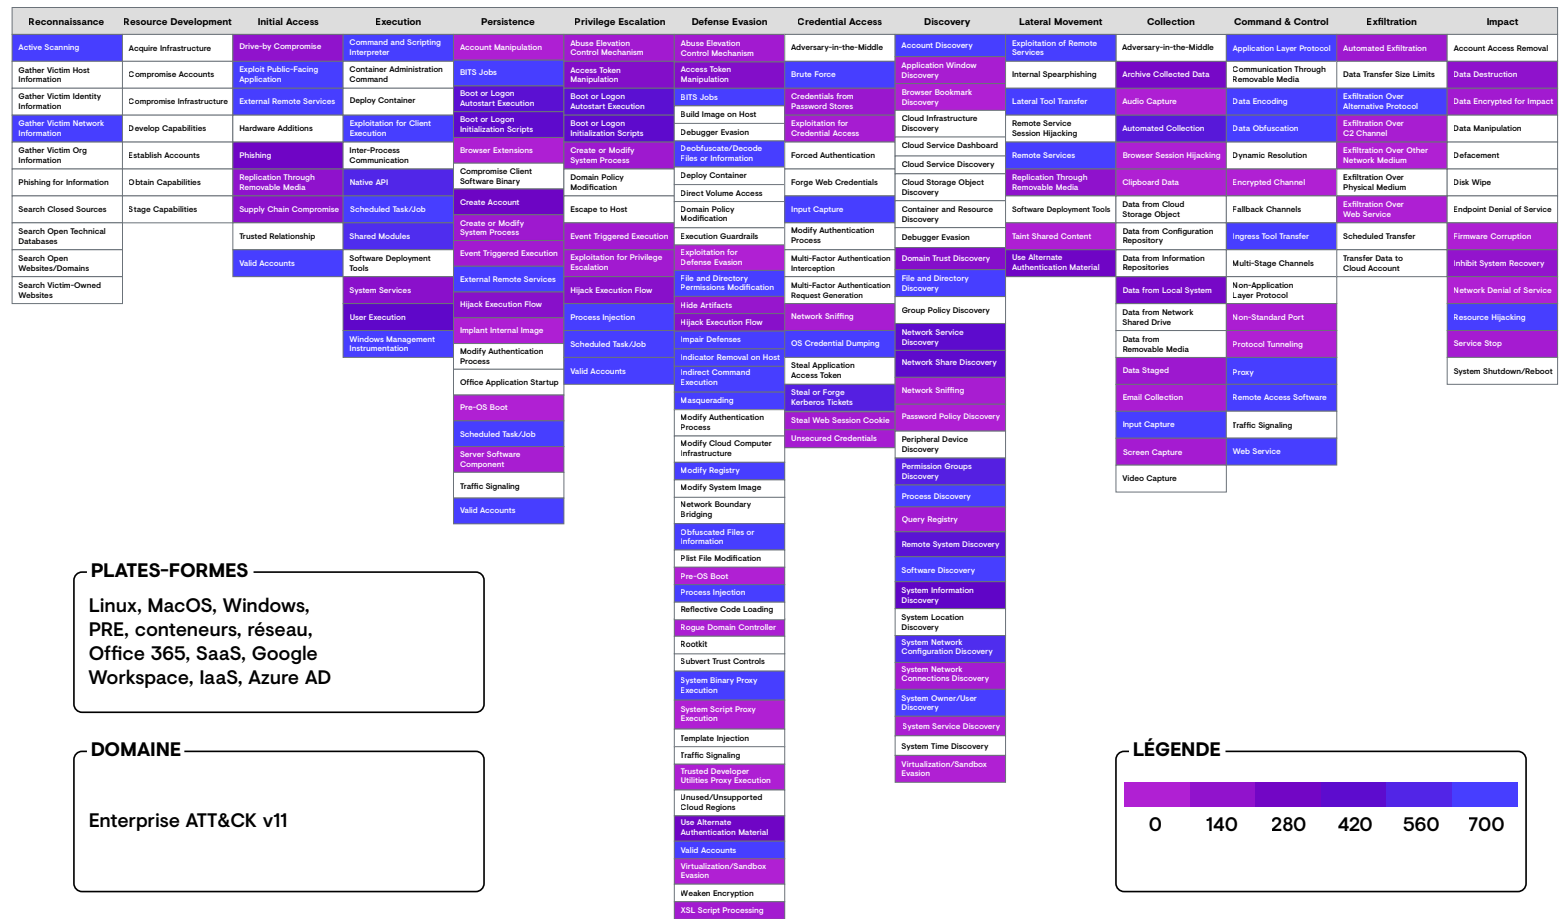 Reconnaissance
Active Scanning
Gather Victim Host
Information
Gather Victim Identity
Information
Gather Victim Network
Information
Gather Victim Org
Information
Phishing for Information
Search Closed Sources
Search Open Technical
Databases
Search Open
Websites/Domains
Search Victim-Owned
Websites
Resource Development
Acquire Infrastructure
Compromise Accounts
Compromise Infrastructure
Develop Capabilities
Establish Accounts
Obtain Capabilities
Stage Capabilities
Initial Access
Drive-by Compromise
Exploit Public-Facing
Application
External Remote Services
Hardware Additions
Phishing
Replication Through
Removable Media
Supply Chain Compromise
Trusted Relationship
Valid Accounts
Execution
Command and Scripting
Interpreter
Container Administration
Command
Deploy Container
Exploitation for Client
Execution
Inter-Process
Communication
Native API
Scheduled Task/Job
Shared Modules
Software Deployment
Tools
System Services
User Execution
Windows Management
Instrumentation
Persistence
Account Manipulation
BITS Jobs
Boot or Logon
Autostart Execution
Boot or Logon
Initialization Scripts
Browser Extensions
Compromise Client
Software Binary
Create Account
Create or Modify
System Process
Event Triggered Execution
External Remote Services
Hijack Execution Flow
Implant Internal Image
Modify Authentication
Process
Office Application Startup
Pre-OS Boot
Scheduled Task/Job
Server Software
Component
Traffic Signaling
Valid Accounts
Privilege Escalation
Abuse Elevation
Control Mechanism
Access Token
Manipulation
Boot or Logon
Autostart Execution
Boot or Logon
Initialization Scripts
Create or Modify
System Process
Domain Policy
Modification
Escape to Host
Event Triggered Execution
Exploitation for Privilege
Escalation
Hijack Execution Flow
Process Injection
Scheduled Task/Job
Valid Accounts
Defense Evasion
Abuse Elevation
Control Mechanism
Access Token
Manipulation
BITS Jobs
Build Image on Host
Debugger Evasion
Deobfuscate/Decode
Files or Information
Deploy Container
Direct Volume Access
Domain Policy
Modification
Execution Guardrails
Exploitation for
Defense Evasion
File and Directory
Permissions Modification
Hide Artifacts
Hijack Execution Flow
Impair Defenses
Indicator Removal on Host
Indirect Command
Execution
Masquerading
Modify Authentication
Process
Modify Cloud Computer
Infrastructure
Modify Registry
Modify System Image
Network Boundary
Bridging
Obfuscated Files or
Information
Plist File Modification
Pre-OS Boot
Process Injection
Reflective Code Loading
Rogue Domain Controller
Rootkit
Subvert Trust Controls
System Binary Proxy
Execution
System Script Proxy
Execution
Template Injection
Traffic Signaling
Trusted Developer
Utilities Proxy Execution
Unused/Unsupported
Cloud Regions
Use Alternate
Authentication Material
Valid Accounts
Virtualization/Sandbox
Evasion
Weaken Encryption
XSL Script Processing
Credential Access
Adversary-in-the-Middle
Brute Force
Credentials from
Password Stores
Exploitation for
Credential Access
Forced Authentication
Forge Web Credentials
Input Capture
Modify Authentication
Process
Multi-Factor Authentication
Interception
Multi-Factor Authentication
Request Generation
Network Sniffing
OS Credential Dumping
Steal Application
Access Token
Steal or Forge
Kerberos Tickets
Steal Web Session Cookie
Unsecured Credentials
Discovery
Account Discovery
Application Window
Discovery
Browser Bookmark
Discovery
Cloud Infrastructure
Discovery
Cloud Service Dashboard
Cloud Service Discovery
Cloud Storage Object
Discovery
Container and Resource
Discovery
Debugger Evasion
Domain Trust Discovery
File and Directory
Discovery
Group Policy Discovery
Network Service
Discovery
Network Share Discovery
Network Sniffing
Password Policy Discovery
Peripheral Device
Discovery
Permission Groups
Discovery
Process Discovery
Query Registry
Remote System Discovery
Software Discovery
System Information
Discovery
System Location
Discovery
System Network
Configuration Discovery
System Network
Connections Discovery
System Owner/User
Discovery
System Service Discovery
System Time Discovery
Virtualization/Sandbox
Evasion
Lateral Movement
Exploitation of Remote
Services
Internal Spearphishing
Lateral Tool Transfer
Remote Service
Session Hijacking
Remote Services
Replication Through
Removable Media
Software Deployment Tools
Taint Shared Content
Use Alternate
Authentication Material
Collection
Adversary-in-the-Middle
Archive Collected Data
Audio Capture
Automated Collection
Browser Session Hijacking
Clipboard Data
Data from Cloud
Storage Object
Data from Configuration
Repository
Data from Information
Repositories
Data from Local System
Data from Network
Shared Drive
Data from
Removable Media
Data Staged
Email Collection
Input Capture
Screen Capture
Video Capture
Command & Control
Application Layer Protocol
Communication Through
Removable Media
Data Encoding
Data Obfuscation
Dynamic Resolution
Encrypted Channel
Fallback Channels
Ingress Tool Transfer
Multi-Stage Channels
Non-Application
Layer Protocol
Non-Standard Port
Protocol Tunneling
Proxy
Remote Access Software
Traffic Signaling
Web Service
Exfiltration
Automated Exfiltration
Data Transfer Size Limits
Exfiltration Over
Alternative Protocol
Exfiltration Over
C2 Channel
Exfiltration Over Other
Network Medium
Exfiltration Over
Physical Medium
Exfiltration Over
Web Service
Scheduled Transfer
Transfer Data to
Cloud Account
Impact
Account Access Removal
Data Destruction
Data Encrypted for Impact
Data Manipulation
Defacement
Disk Wipe
Endpoint Denial of Service
Firmware Corruption
Inhibit System Recovery
Network Denial of Service
Resource Hijacking
Service Stop
System Shutdown/Reboot
PLATES-FORMES
Linux, MacOS, Windows,
PRE, conteneurs, réseau,
Office 365, SaaS, Google
Workspace, IaaS, Azure AD
DOMAINE
Enterprise ATT&CK v11
LÉGENDE
0 140 280 420 560 700